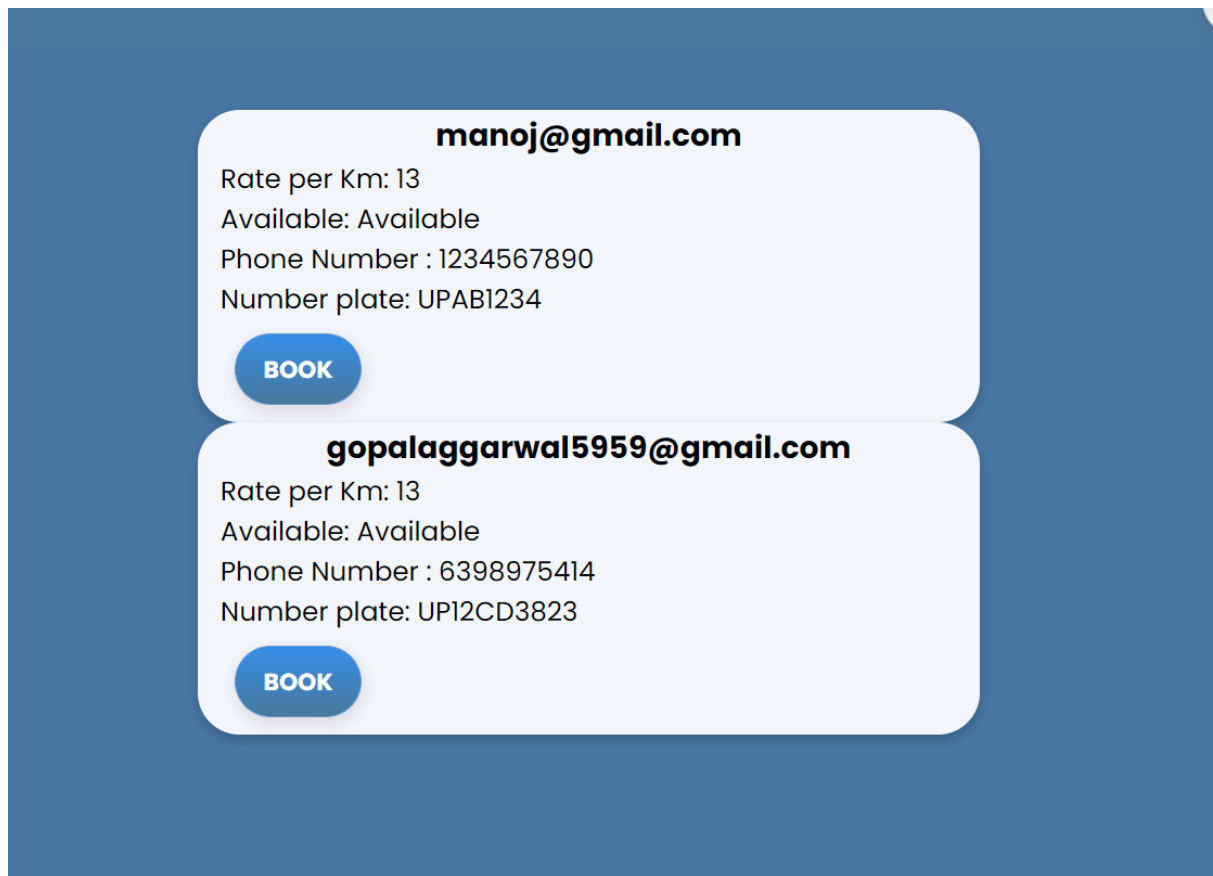 manoj@gmail.com
Rate per Km: 13
Available: Available
Phone Number : 1234567890
Number plate: UPAB1234
BOOK
gopalaggarwal5959@gmail.com
Rate per Km: 13
Available: Available
Phone Number : 6398975414
Number plate: UP12CD3823
BOOK